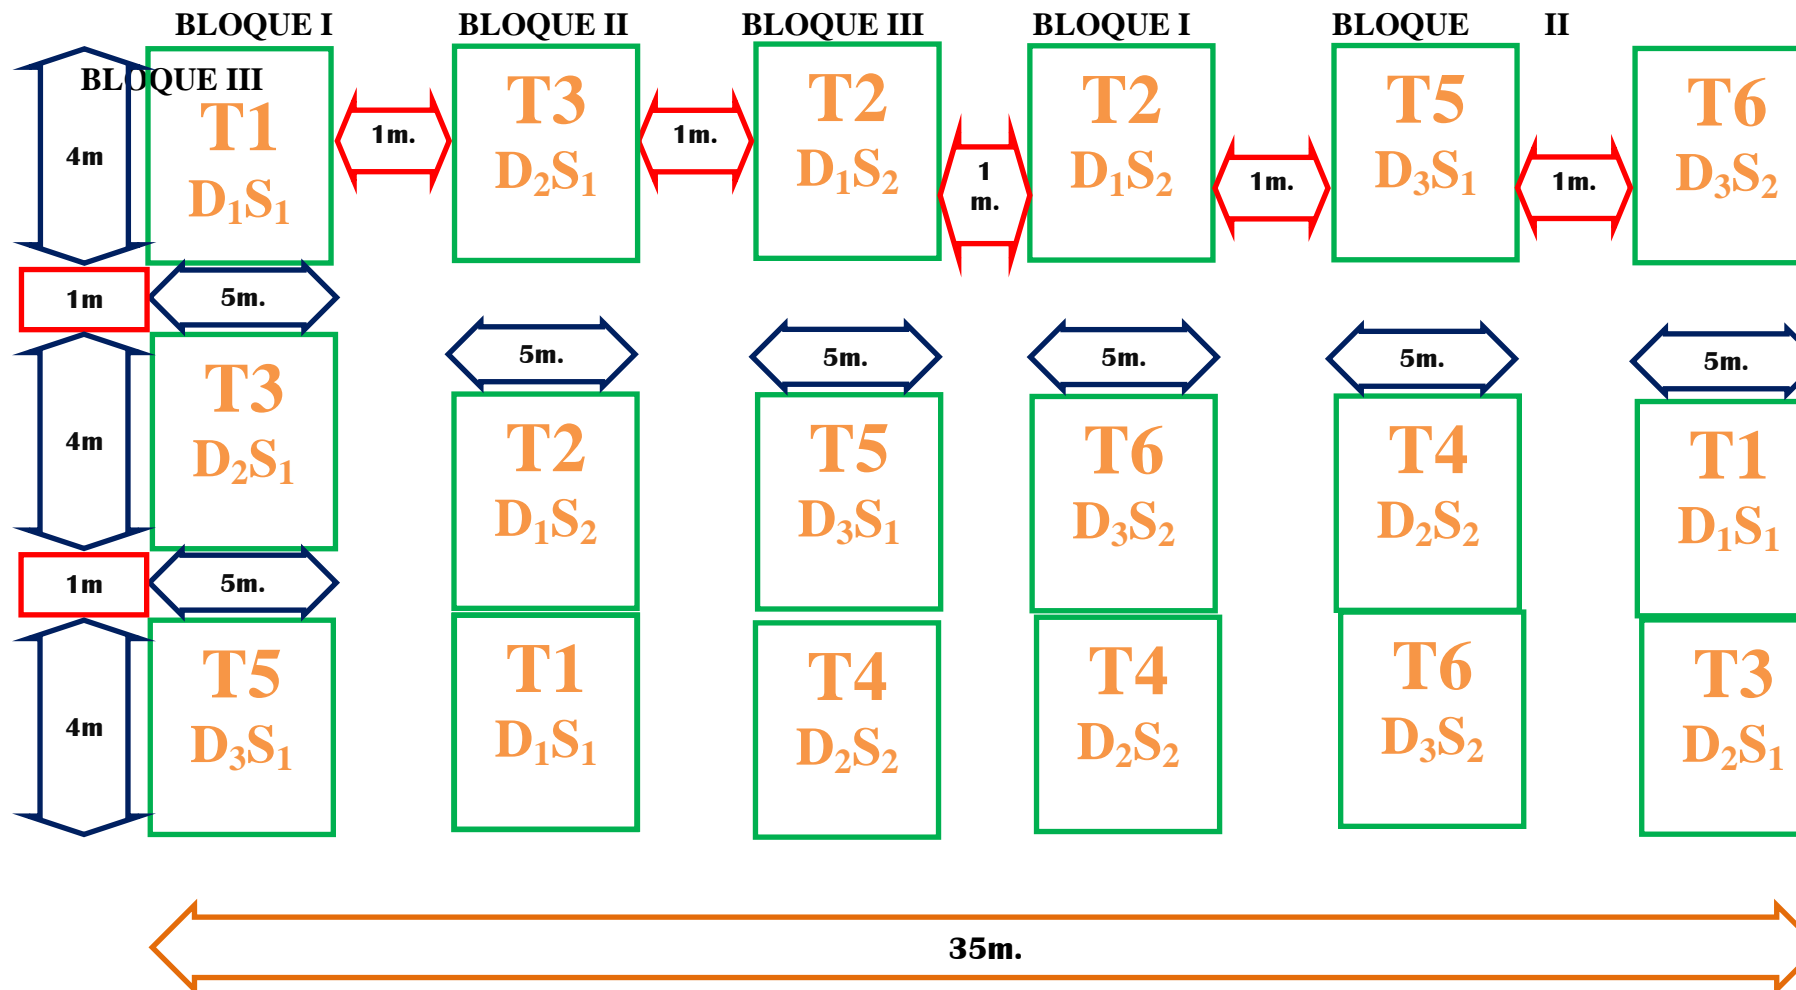 BLOQUE I BLOQUE II BLOQUE III BLOQUE I BLOQUE II
BLOQUE III
T1 T3 T2 T2 T5 T6
D₁S₁ D₂S₁ D₁S₂ D₁S₂ D₃S₁ D₃S₂
4m 1m. 1m. 1 m. 1m. 1m.
1m 5m.
5m. 5m. 5m. 5m. 5m.
T3 T2 T5 T6 T4 T1
4m D₂S₁ D₁S₂ D₃S₁ D₃S₂ D₂S₂ D₁S₁
1m 5m.
T5 T1 T4 T4 T6 T3
4m D₃S₁ D₁S₁ D₂S₂ D₂S₂ D₃S₂ D₂S₁
35m.